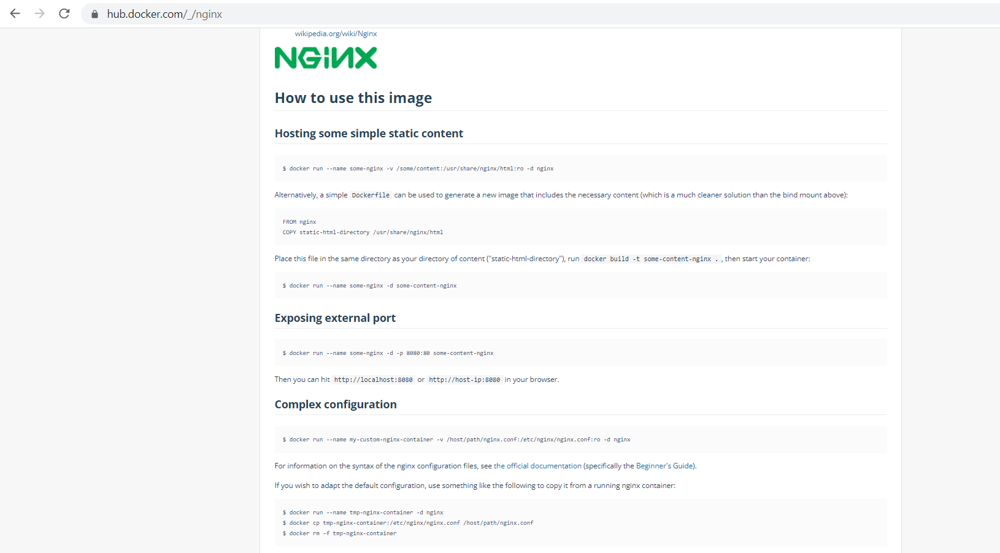 hub.docker.com/_/nginx
wikipedia.org/wiki/Nginx
NGINX
How to use this image
Hosting some simple static content
$ docker run --name some-nginx -v /some/content:/usr/share/nginx/html:ro -d nginx
Alternatively, a simple Dockerfile can be used to generate a new image that includes the necessary content (which is a much cleaner solution than the bind mount above):
FROM nginx
COPY static-html-directory /usr/share/nginx/html
Place this file in the same directory as your directory of content ("static-html-directory"), run docker build -t some-content-nginx . , then start your container:
$ docker run --name some-nginx -d some-content-nginx
Exposing external port
$ docker run --name some-nginx -d -p 8080:80 some-content-nginx
Then you can hit http://localhost:8080 or http://host-ip:8080 in your browser.
Complex configuration
$ docker run --name my-custom-nginx-container -v /host/path/nginx.conf:/etc/nginx/nginx.conf:ro -d nginx
For information on the syntax of the nginx configuration files, see the official documentation (specifically the Beginner's Guide).
If you wish to adapt the default configuration, use something like the following to copy it from a running nginx container:
$ docker run --name tmp-nginx-container -d nginx
$ docker cp tmp-nginx-container:/etc/nginx/nginx.conf /host/path/nginx.conf
$ docker rm -f tmp-nginx-container